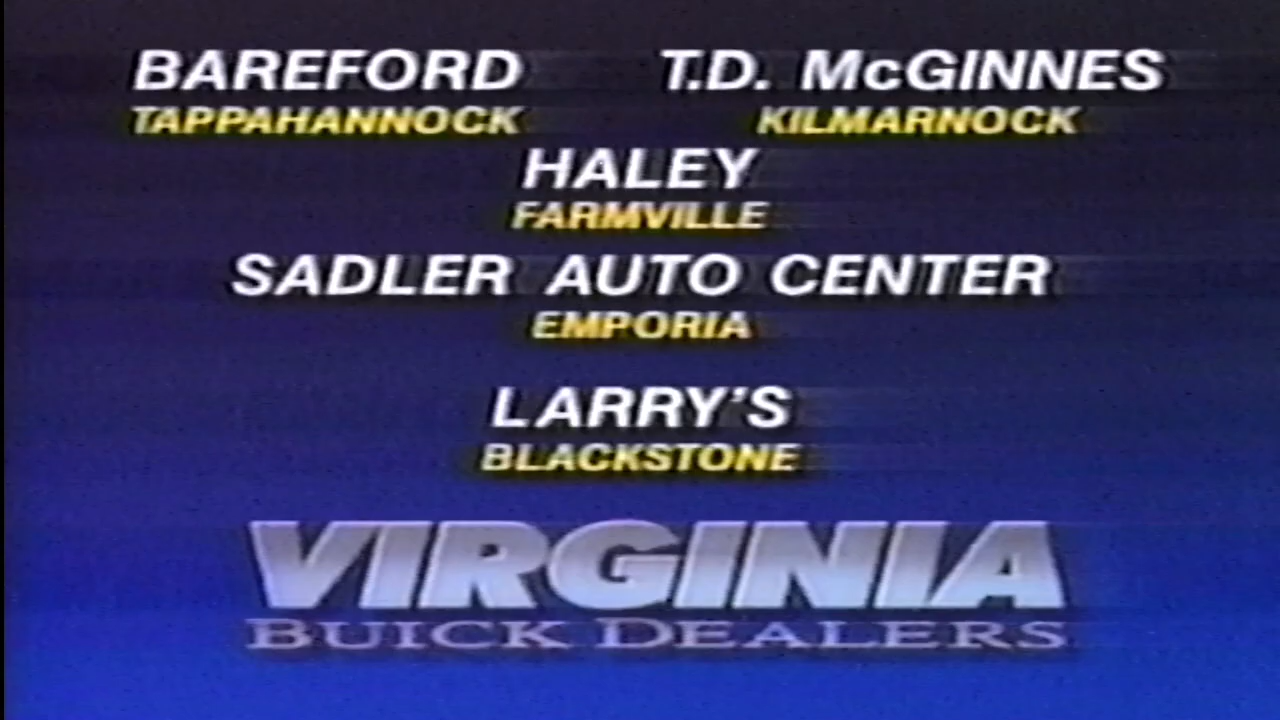 BAREFORD T.D. McGINNES
TAPPAHANNOCK KILMARNOCK
HALEY
FARMVILLE
SADLER AUTO CENTER
EMPORIA
LARRY'S
BLACKSTONE
VIRGINIA
BUICK DEALERS